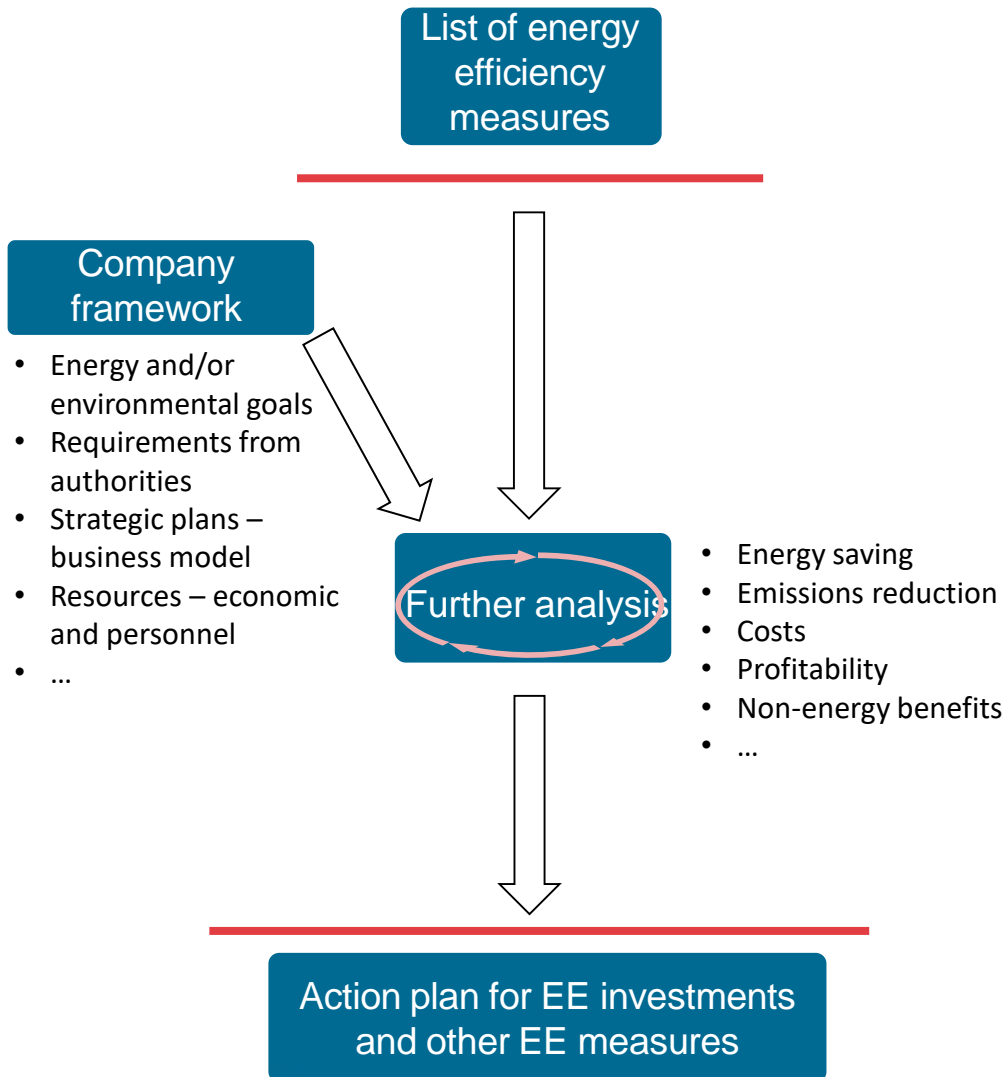 List of energy
efficiency
measures
Company
framework
• Energy and/or
environmental goals
• Requirements from
authorities
• Strategic plans –
business model
• Resources – economic
and personnel
• ...
Further analysis
• Energy saving
• Emissions reduction
• Costs
• Profitability
• Non-energy benefits
• ...
Action plan for EE investments
and other EE measures